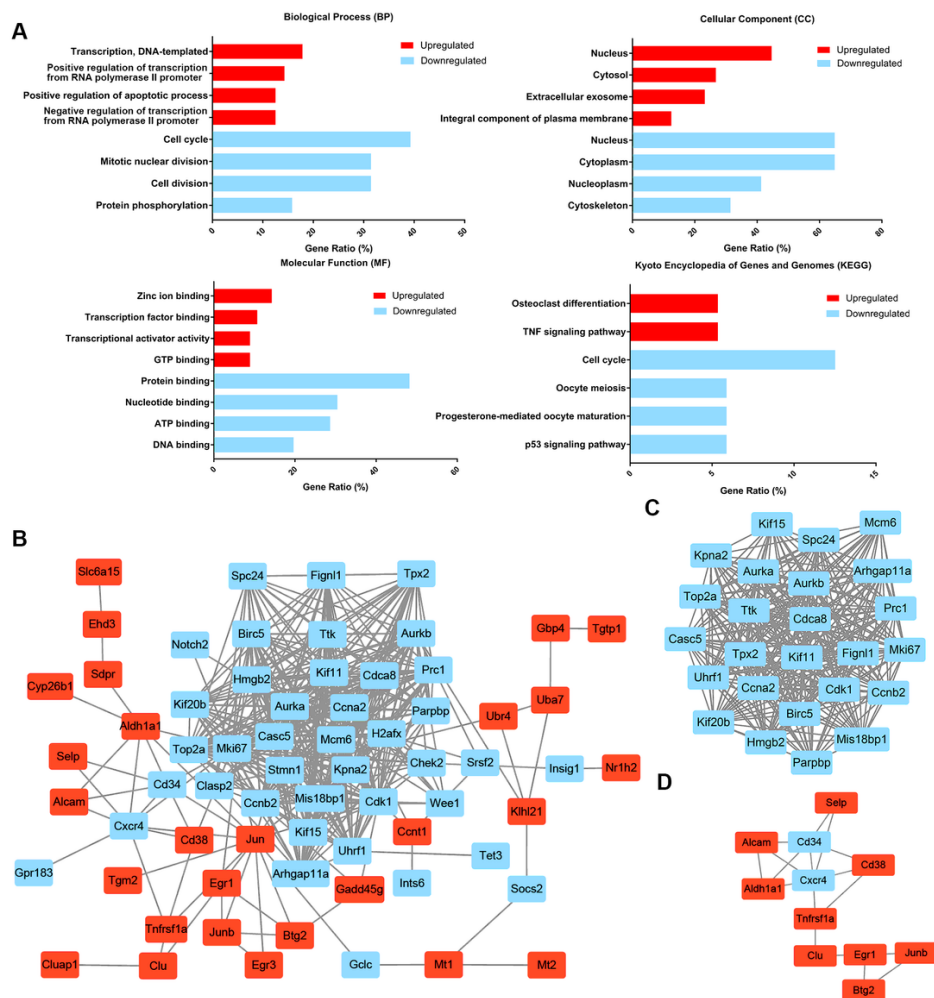 A
Biological Process (BP)
Transcription, DNA-templated
Positive regulation of transcription
from RNA polymerase II promoter
Positive regulation of apoptotic process
Negative regulation of transcription
from RNA polymerase II promoter
Cell cycle
Mitotic nuclear division
Cell division
Protein phosphorylation
Upregulated
Downregulated
0 10 20 30 40 50
Gene Ratio (%)
Cellular Component (CC)
Nucleus
Cytosol
Extracellular exosome
Integral component of plasma membrane
Nucleus
Cytoplasm
Nucleoplasm
Cytoskeleton
Upregulated
Downregulated
0 20 40 60 80
Gene Ratio (%)
Molecular Function (MF)
Zinc ion binding
Transcription factor binding
Transcriptional activator activity
GTP binding
Protein binding
Nucleotide binding
ATP binding
DNA binding
Upregulated
Downregulated
0 20 40 60
Gene Ratio (%)
Kyoto Encyclopedia of Genes and Genomes (KEGG)
Osteoclast differentiation
TNF signaling pathway
Cell cycle
Oocyte meiosis
Progesterone-mediated oocyte maturation
p53 signaling pathway
Upregulated
Downregulated
0 5 10 15
Gene Ratio (%)
B
Slc6a15
Spc24 Fignl1 Tpx2
Ehd3
Birc5 Ttk Aurkb
Gbp4 Tgtp1
Notch2
Sdpr
Hmgb2 Kif11 Cdca8 Prc1
Cyp26b1
Uba7
Kif20b Aurka Ccna2 Parpbp
Aldh1a1
Ubr4
Top2a Mki67 Casc5 Mcm6 H2afx
Selp
Stmn1 Kpna2 Chek2 Srsf2 Insig1 Nr1h2
Cd34 Clasp2
Alcam
Ccnb2 Mis18bp1 Cdk1 Wee1 Klhl21
Cxcr4
Cd38 Jun Kif15 Ccnt1
Uhrf1 Tet3
Gpr183
Arhgap11a
Tgm2 Egr1 Gadd45g Ints6 Socs2
Tnfrsf1a Junb Btg2
Cluap1 Clu Egr3 Gclc Mt1 Mt2
C
Kif15 Mcm6
Spc24
Kpna2
Aurka Aurkb Arhgap11a
Top2a
Ttk Cdca8 Prc1
Casc5
Tpx2 Kif11 Fignl1 Mki67
Uhrf1
Ccna2 Cdk1 Ccnb2
Kif20b Birc5
Hmgb2 Mis18bp1
Parpbp
D
Selp
Alcam Cd34
Cd38
Aldh1a1 Cxcr4
Tnfrsf1a
Clu Egr1 Junb
Btg2